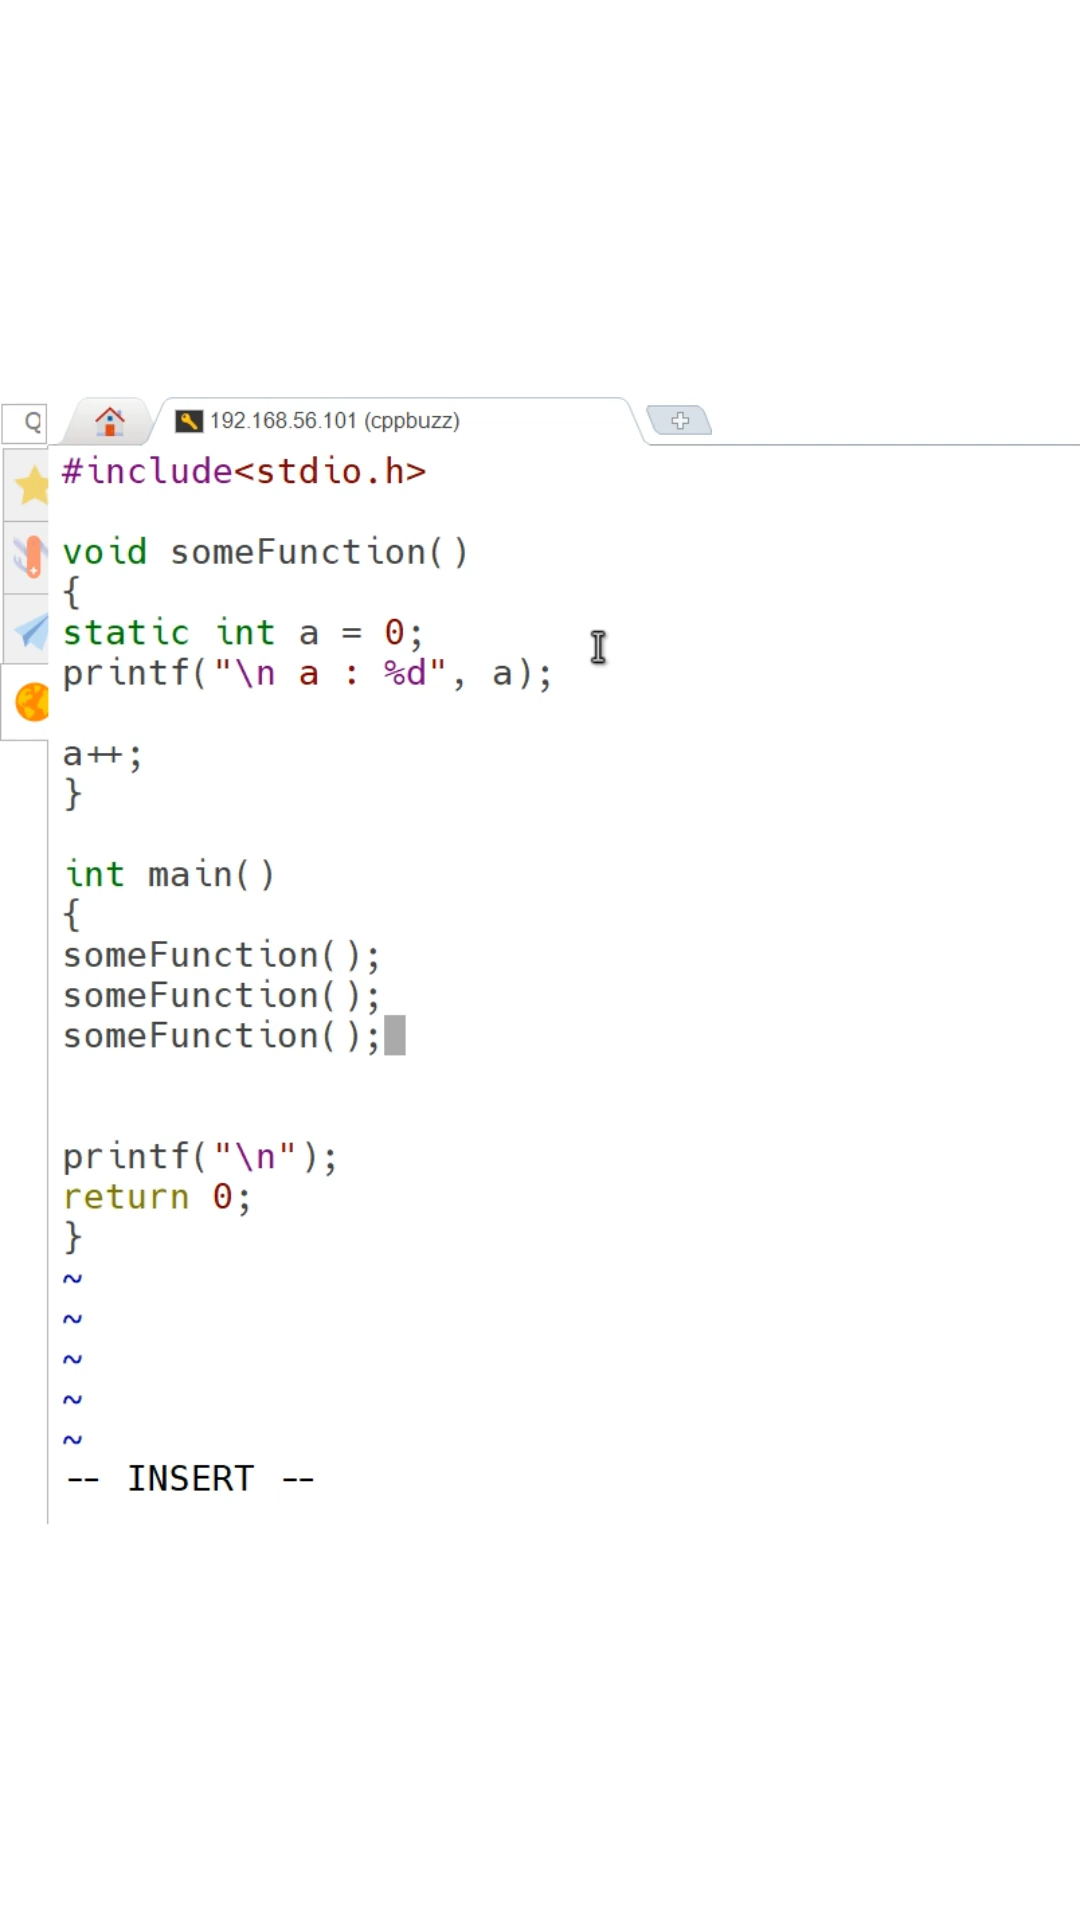 Q
192.168.56.101 (cppbuzz)
#include<stdio.h>
void someFunction()
{
static int a = 0;
printf("\n a : %d", a);
a++;
}
int main()
{
someFunction();
someFunction();
someFunction();
printf("\n");
return 0;
}
~
~
~
~
~
-- INSERT --